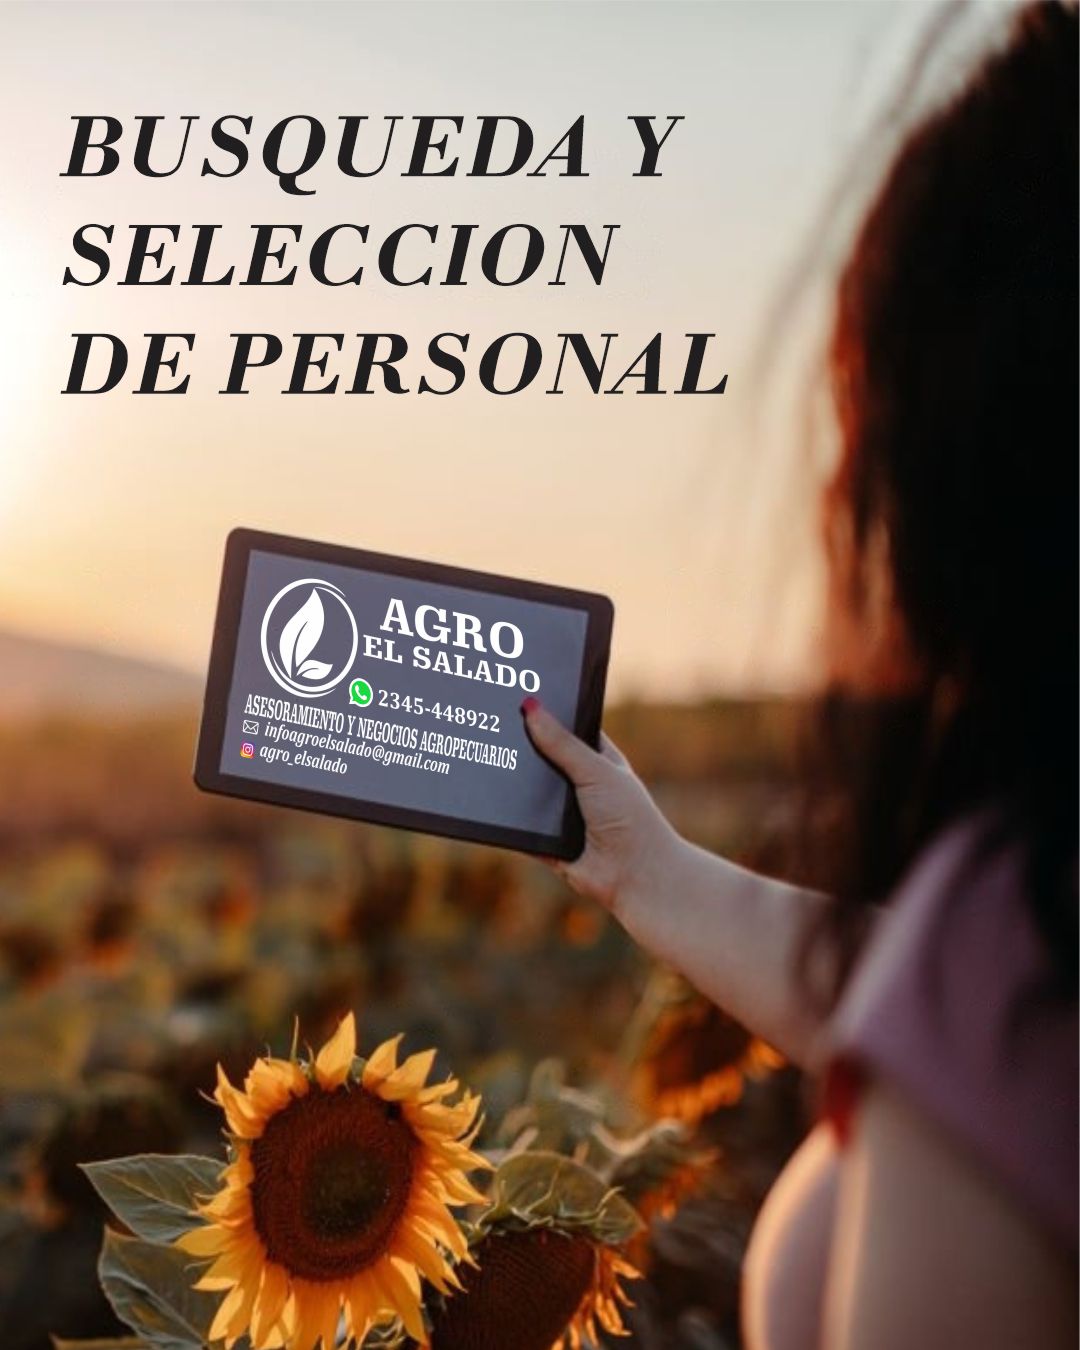 BUSQUEDA Y
SELECCION
DE PERSONAL
AGRO
EL SALADO
2345-448922
ASESORAMIENTO Y NEGOCIOS AGROPECUARIOS
infoagroelsalado@gmail.com
agro_elsalado